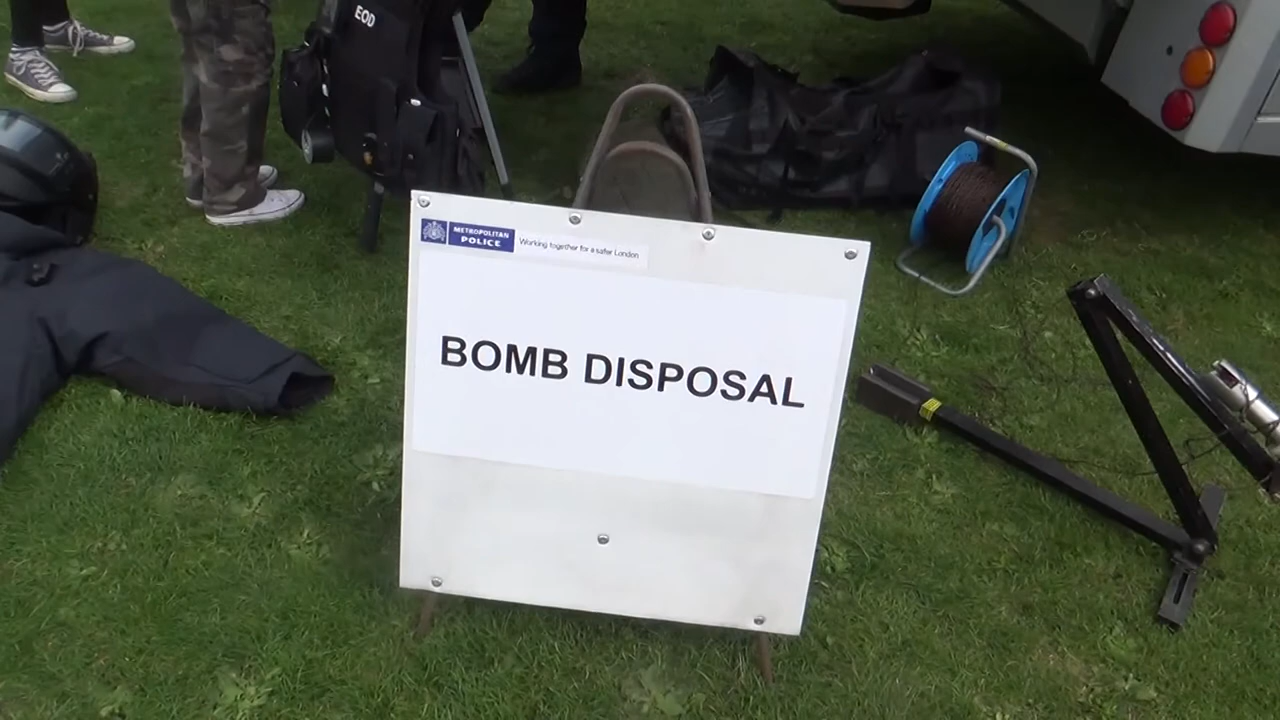 EOD
METROPOLITAN
POLICE
Working together for a safer London
BOMB DISPOSAL